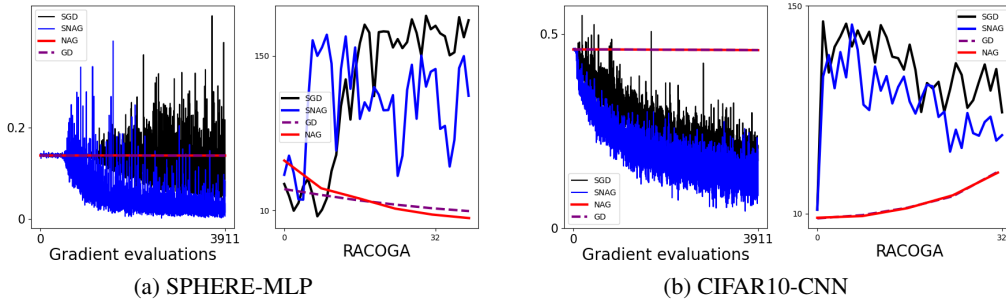 SGD
SNAG
NAG
GD
0.2
0
0
3911
Gradient evaluations
150
10
SGD
SNAG
GD
NAG
0
32
RACOGA
(a) SPHERE-MLP
0.5
0
SGD
SNAG
NAG
GD
0
3911
Gradient evaluations
150
10
SGD
SNAG
GD
NAG
0
32
RACOGA
(b) CIFAR10-CNN